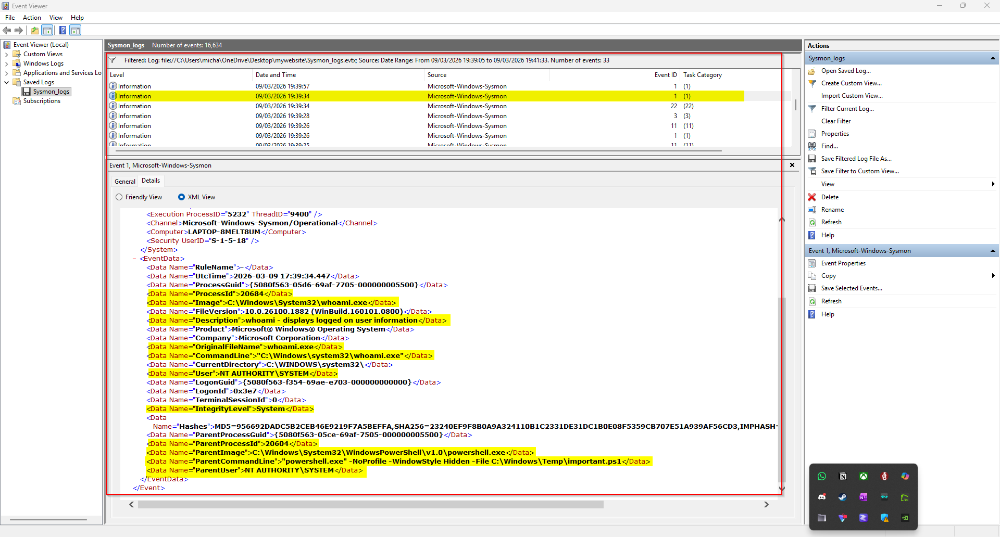 Event Viewer
File Action View Help
Event Viewer (Local)
Custom Views
Windows Logs
Applications and Services Lo
Saved Logs
Sysmon_logs
Subscriptions
Sysmon_logs Number of events: 16,634
Filtered: Log: file://C:\Users\micha\OneDrive\Desktop\mywebsite\Sysmon_logs.evtx; Source: Date Range: From 09/03/2026 19:39:05 to 09/03/2026 19:41:33. Number of events: 33
Level Date and Time Source Event ID Task Category
Information 09/03/2026 19:39:57 Microsoft-Windows-Sysmon 1 (1)
Information 09/03/2026 19:39:34 Microsoft-Windows-Sysmon 1 (1)
Information 09/03/2026 19:39:34 Microsoft-Windows-Sysmon 22 (22)
Information 09/03/2026 19:39:28 Microsoft-Windows-Sysmon 3 (3)
Information 09/03/2026 19:39:26 Microsoft-Windows-Sysmon 11 (11)
Information 09/03/2026 19:39:26 Microsoft-Windows-Sysmon 1 (1)
Information 09/03/2026 19:39:25 Microsoft-Windows-Sysmon 11 (11)
Event 1, Microsoft-Windows-Sysmon
General Details
Friendly View XML View
<Execution ProcessID="5232" ThreadID="9400" />
<Channel>Microsoft-Windows-Sysmon/Operational</Channel>
<Computer>LAPTOP-8MELT8UM</Computer>
<Security UserID="S-1-5-18" />
</System>
- <EventData>
<Data Name="RuleName">-</Data>
<Data Name="UtcTime">2026-03-09 17:39:34.447</Data>
<Data Name="ProcessGuid">{5080f563-05d6-69af-7705-000000005500}</Data>
<Data Name="ProcessId">20684</Data>
<Data Name="Image">C:\Windows\System32\whoami.exe</Data>
<Data Name="FileVersion">10.0.26100.1882 (WinBuild.160101.0800)</Data>
<Data Name="Description">whoami - displays logged on user information</Data>
<Data Name="Product">Microsoft® Windows® Operating System</Data>
<Data Name="Company">Microsoft Corporation</Data>
<Data Name="OriginalFileName">whoami.exe</Data>
<Data Name="CommandLine">"C:\Windows\system32\whoami.exe"</Data>
<Data Name="CurrentDirectory">C:\WINDOWS\system32\</Data>
<Data Name="User">NT AUTHORITY\SYSTEM</Data>
<Data Name="LogonGuid">{5080f563-f354-69ae-e703-000000000000}</Data>
<Data Name="LogonId">0x3e7</Data>
<Data Name="TerminalSessionId">0</Data>
<Data Name="IntegrityLevel">System</Data>
<Data
Name="Hashes">MD5=956692DADC5B2CEB46E9219F7A5BEFFA,SHA256=23240EF9F8B0A9A324110B1C2331DE31DC1B0E08F5359CB707E51A939AF56CD3,IMPHASH=
<Data Name="ParentProcessGuid">{5080f563-05ce-69af-7505-000000005500}</Data>
<Data Name="ParentProcessId">20604</Data>
<Data Name="ParentImage">C:\Windows\System32\WindowsPowerShell\v1.0\powershell.exe</Data>
<Data Name="ParentCommandLine">"powershell.exe" -NoProfile -WindowStyle Hidden -File C:\Windows\Temp\important.ps1</Data>
<Data Name="ParentUser">NT AUTHORITY\SYSTEM</Data>
</EventData>
</Event>
Actions
Sysmon_logs
Open Saved Log...
Create Custom View...
Import Custom View...
Filter Current Log...
Clear Filter
Properties
Find...
Save Filtered Log File As...
Save Filter to Custom View...
View
Delete
Rename
Refresh
Help
Event 1, Microsoft-Windows-Sysmon
Event Properties
Copy
Save Selected Events...
Refresh
Help